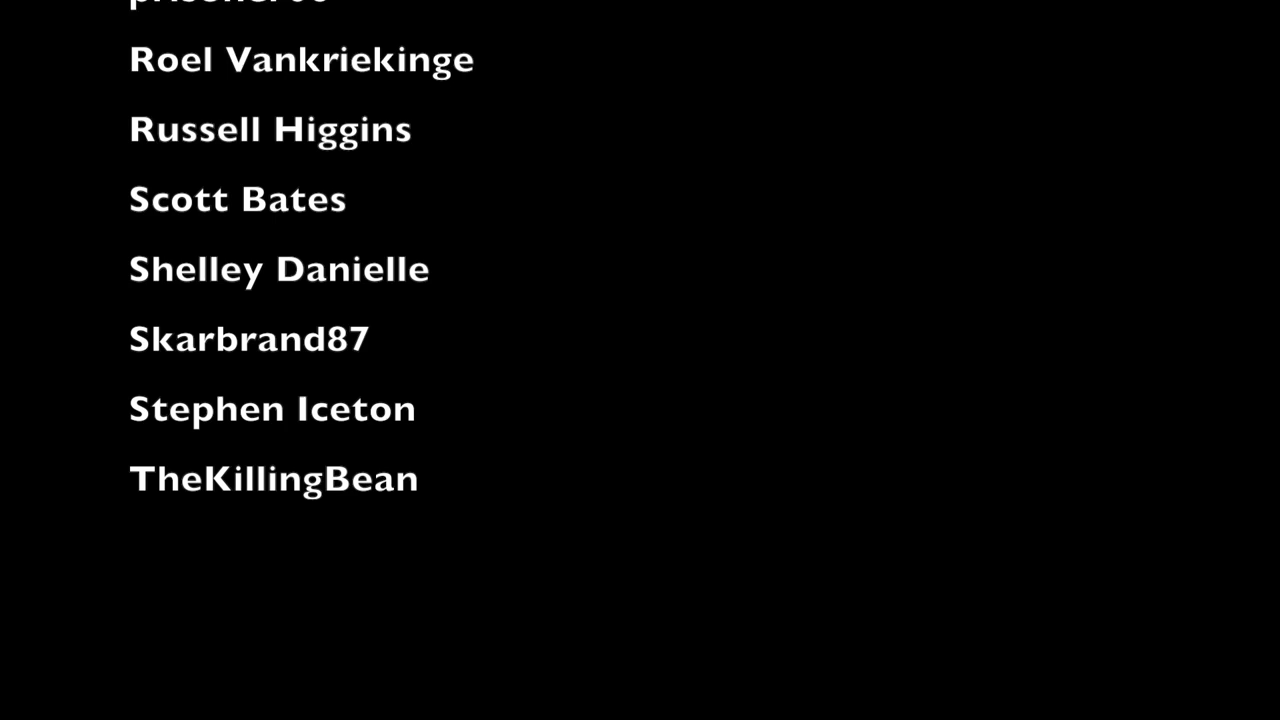 Roel Vankriekinge
Russell Higgins
Scott Bates
Shelley Danielle
Skarbrand87
Stephen Iceton
TheKillingBean